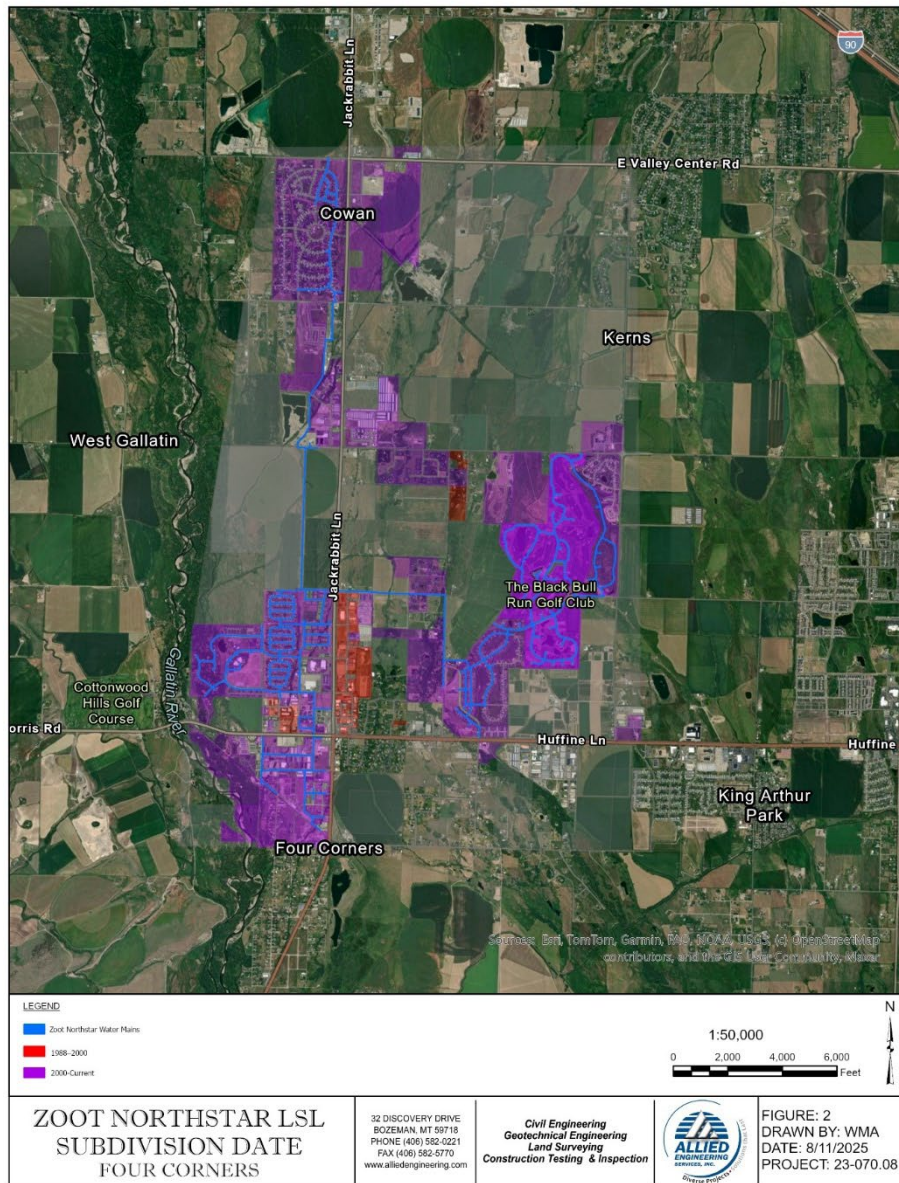 90
Jackrabbit Ln
E Valley Center Rd
Cowan
Kerns
West Gallatin
Jackrabbit Ln
The Black Bull
Run Golf Club
Gallatin River
Cottonwood
Hills Golf
Course
orris Rd
Huffine Ln
Huffine
King Arthur
Park
Four Corners
Sources: Esri, TomTom, Garmin, FAO, NOAA, USGS, (c) OpenStreetMap
contributors, and the GIS User Community, Maxar
LEGEND
Zoot Northstar Water Mains
1988-2000
2000-Current
N
1:50,000
0 2,000 4,000 6,000
Feet
ZOOT NORTHSTAR LSL
SUBDIVISION DATE
FOUR CORNERS
32 DISCOVERY DRIVE
BOZEMAN, MT 59718
PHONE (406) 582-0221
FAX (406) 582-5770
www.alliedengineering.com
Civil Engineering
Geotechnical Engineering
Land Surveying
Construction Testing & Inspection
ALLIED
ENGINEERING
SERVICES, INC.
Diverse Projects
FIGURE: 2
DRAWN BY: WMA
DATE: 8/11/2025
PROJECT: 23-070.08